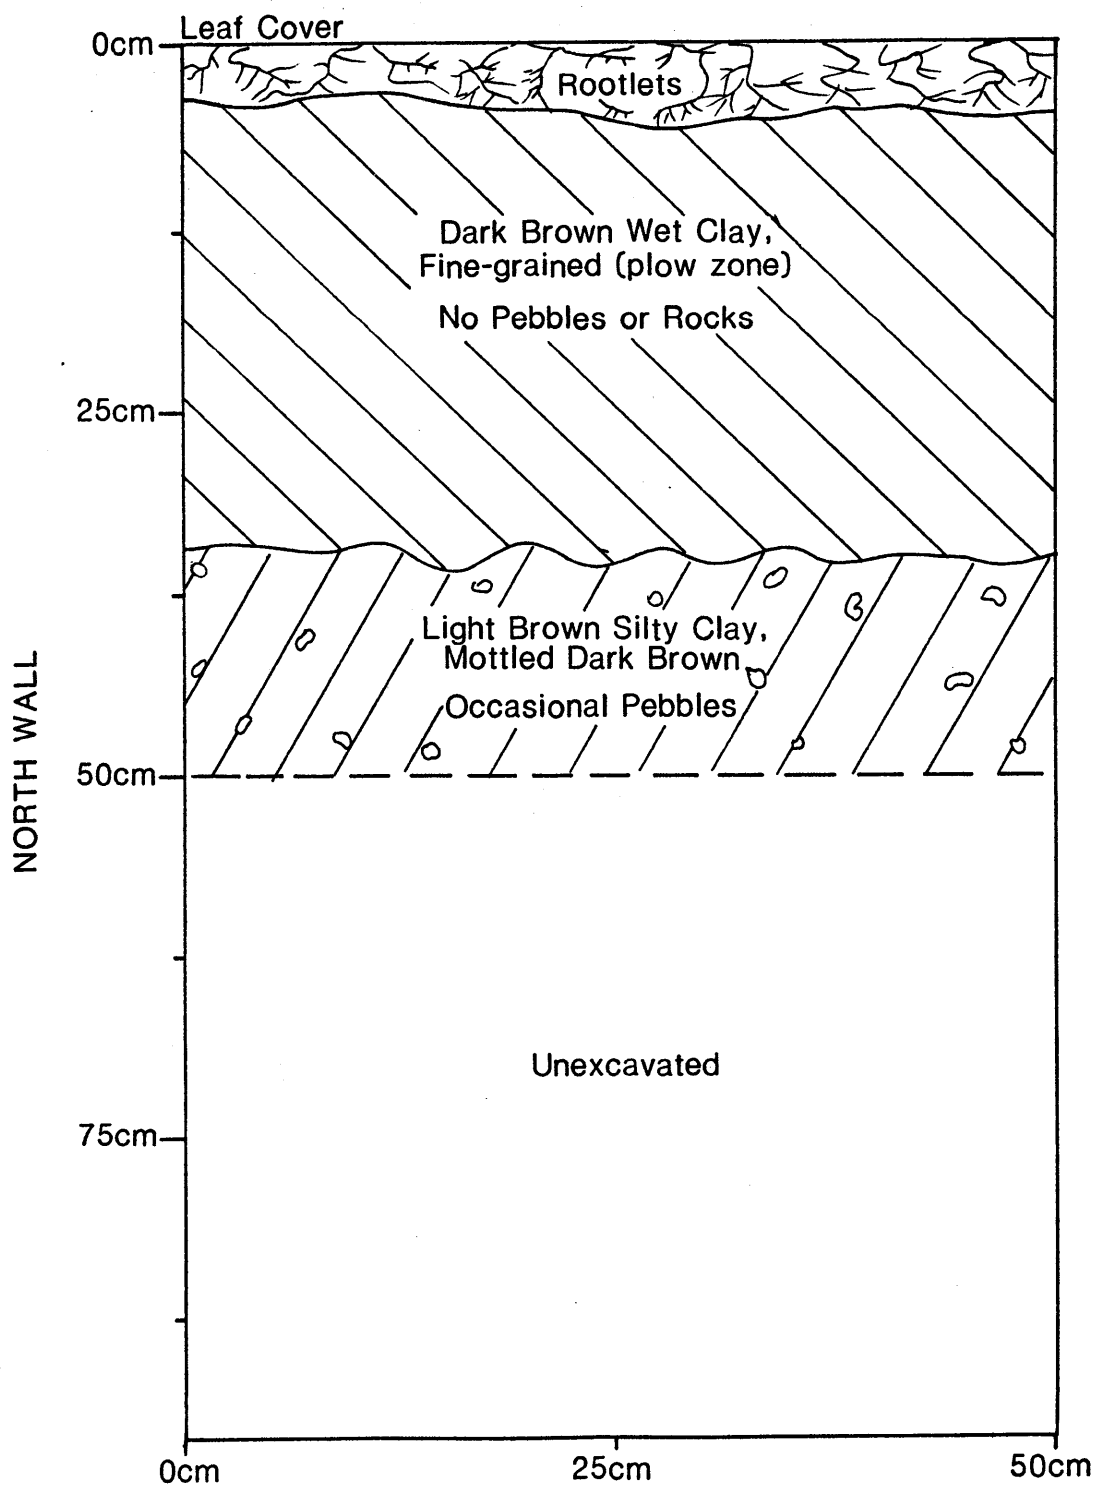 Leaf Cover
0cm
Rootlets
Dark Brown Wet Clay,
Fine-grained (plow zone)
No Pebbles or Rocks
25cm
Light Brown Silty Clay,
Mottled Dark Brown
Occasional Pebbles
50cm
NORTH WALL
Unexcavated
75cm
0cm
25cm
50cm